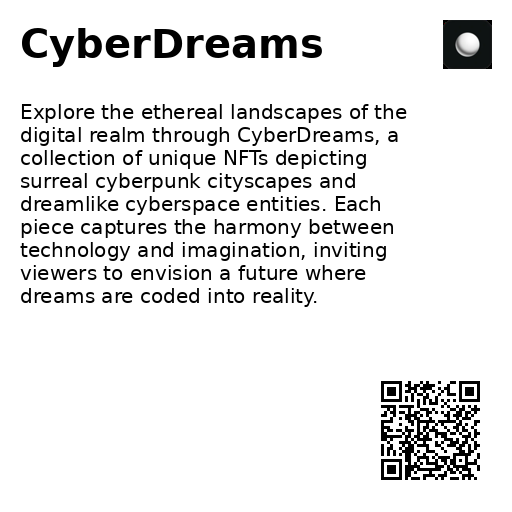 CyberDreams
Explore the ethereal landscapes of the
digital realm through CyberDreams, a
collection of unique NFTs depicting
surreal cyberpunk cityscapes and
dreamlike cyberspace entities. Each
piece captures the harmony between
technology and imagination, inviting
viewers to envision a future where
dreams are coded into reality.